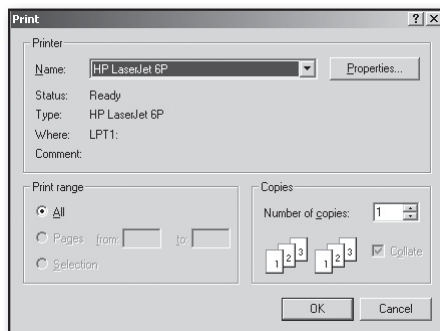 Print
Printer
Name: HP LaserJet 6P Properties...
Status: Ready
Type: HP LaserJet 6P
Where: LPT1:
Comment:
Print range Copies
All Number of copies: 1
Pages from: to:
1 2 3 1 2 3 Collate
Selection
OK Cancel